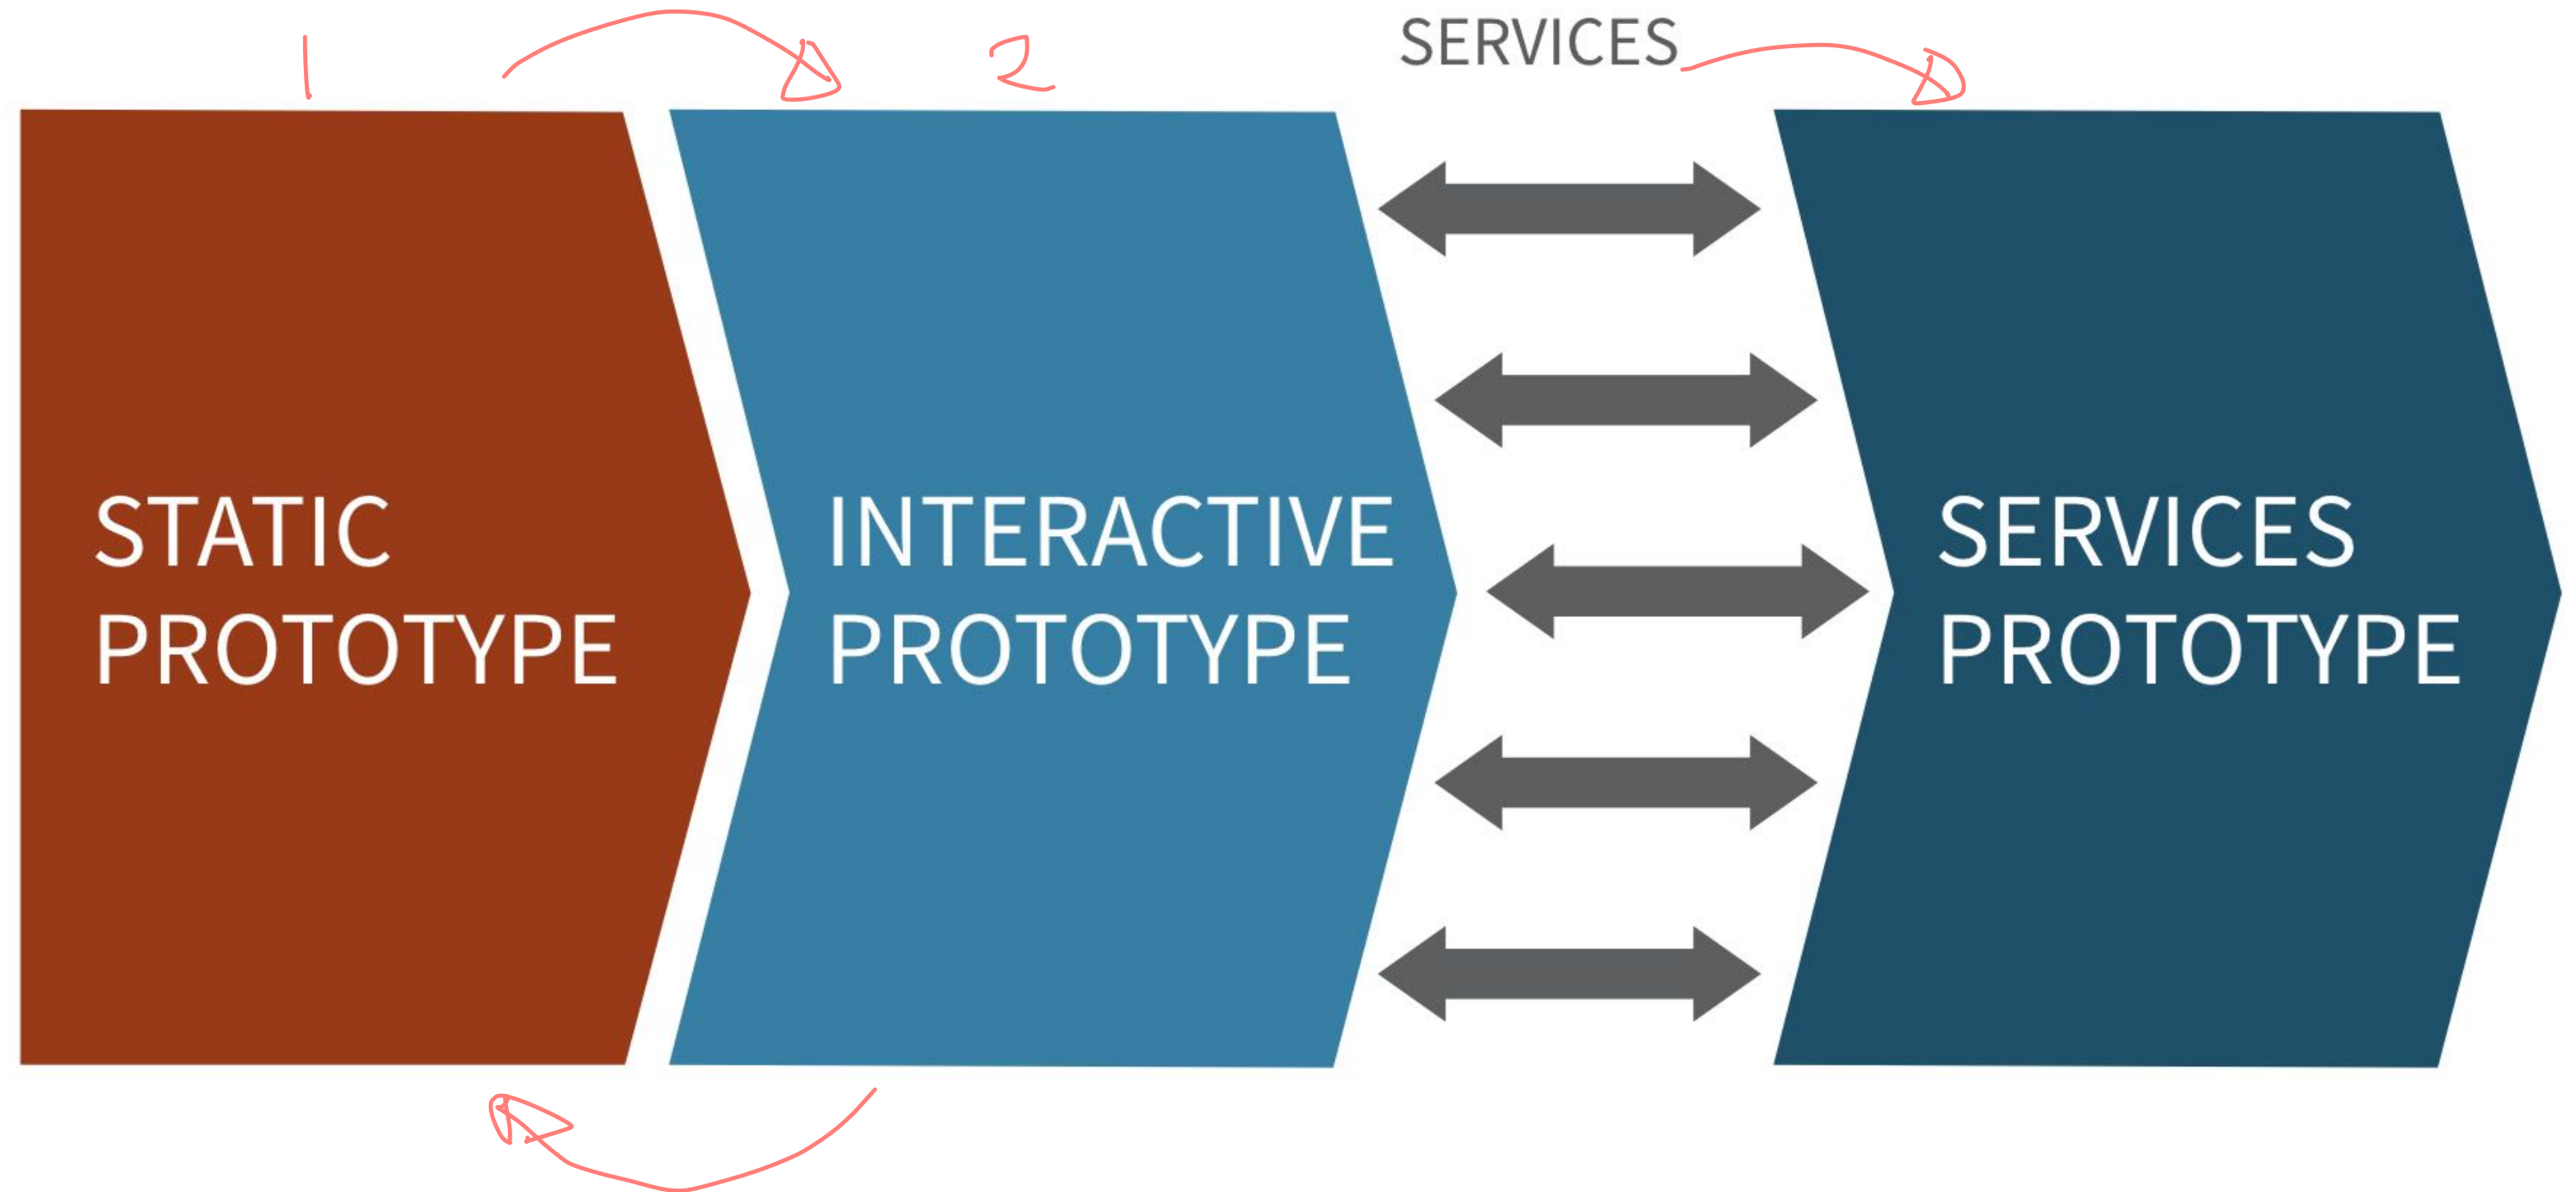 1
2
SERVICES
STATIC
PROTOTYPE
INTERACTIVE
PROTOTYPE
SERVICES
PROTOTYPE